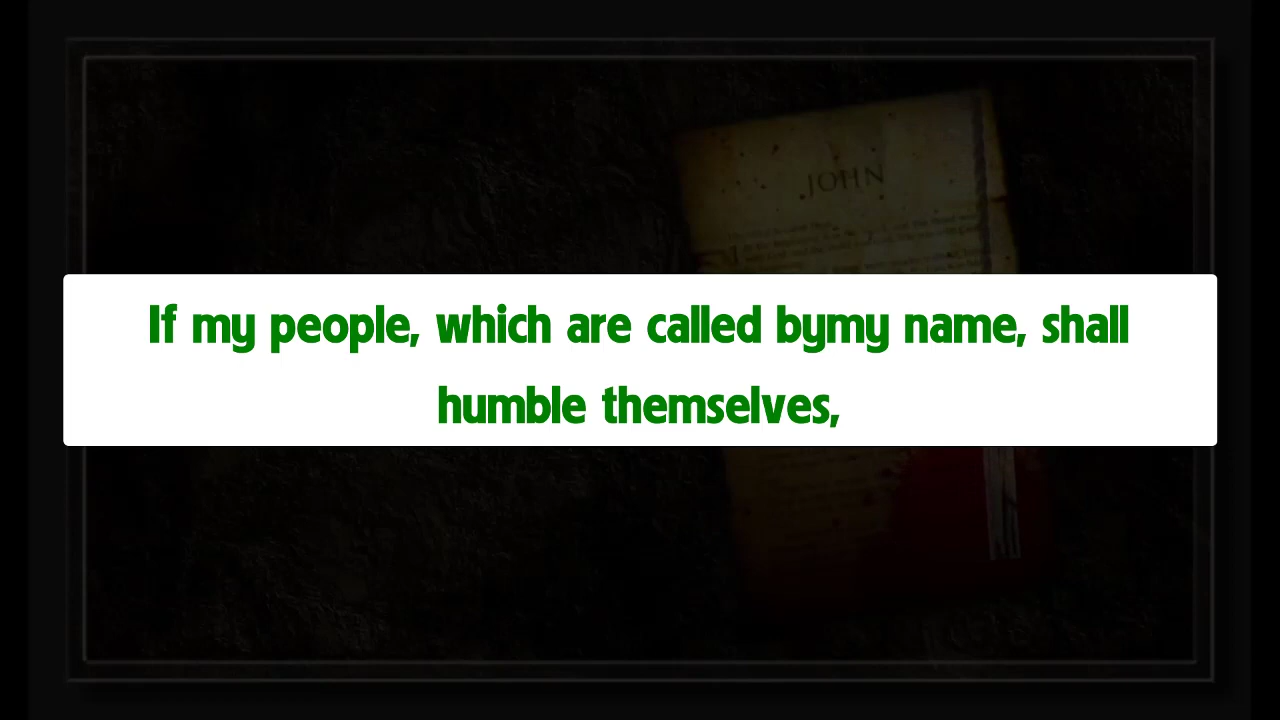 JOHN
If my people, which are called bymy name, shall
humble themselves,